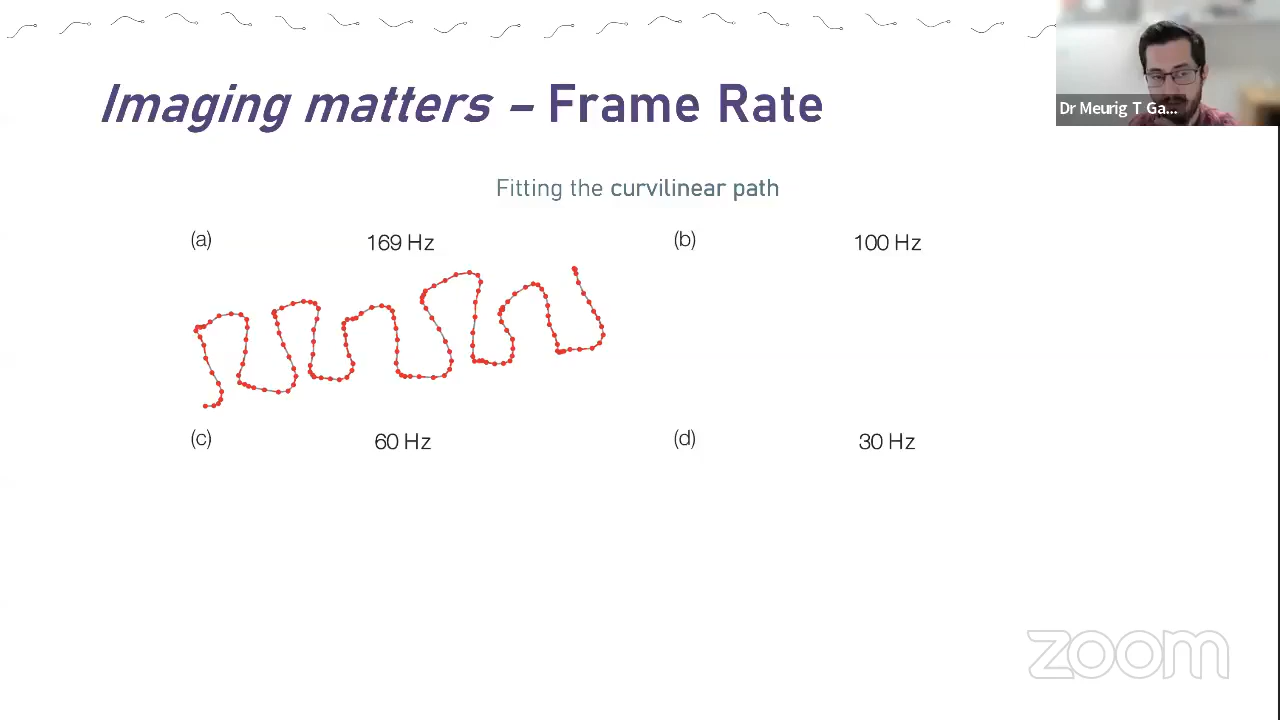 Imaging matters – Frame Rate
Dr Meurig T Ga...
Fitting the curvilinear path
(a) 169 Hz (b) 100 Hz
(c) 60 Hz (d) 30 Hz
zoom